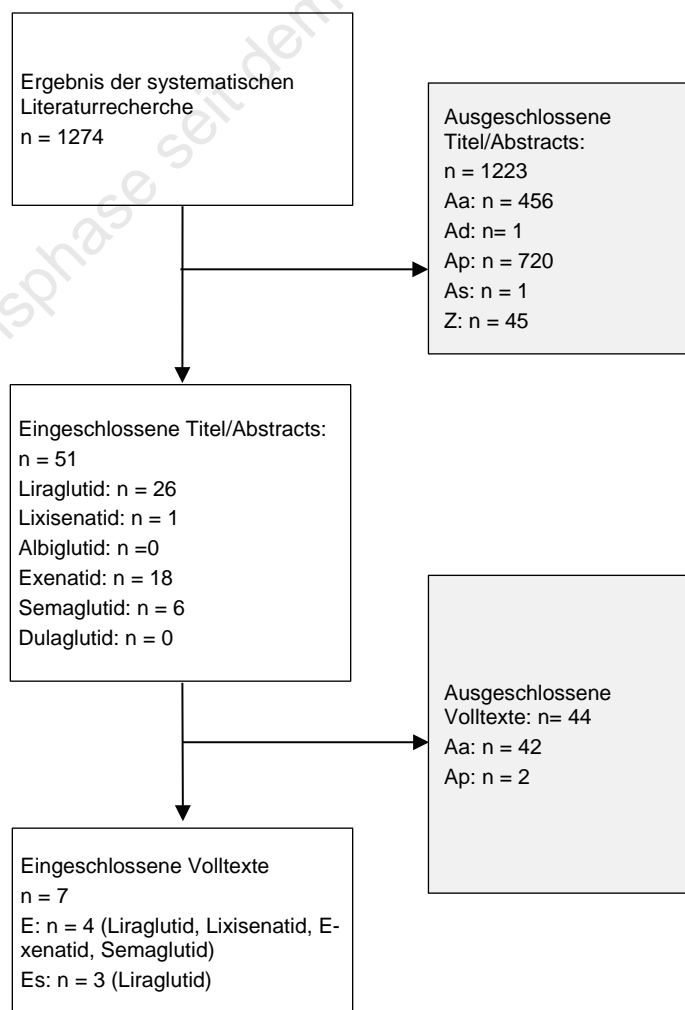 Ergebnis der systematischen
Literaturrecherche
n = 1274
Ausgeschlossene
Titel/Abstracts:
n = 1223
Aa: n = 456
Ad: n= 1
Ap: n = 720
As: n = 1
Z: n = 45
Eingeschlossene Titel/Abstracts:
n = 51
Liraglutid: n = 26
Lixisenatid: n = 1
Albiglutid: n =0
Exenatid: n = 18
Semaglutid: n = 6
Dulaglutid: n = 0
Ausgeschlossene
Volltexte: n= 44
Aa: n = 42
Ap: n = 2
Eingeschlossene Volltexte
n = 7
E: n = 4 (Liraglutid, Lixisenatid, E-
xenatid, Semaglutid)
Es: n = 3 (Liraglutid)
seit dem